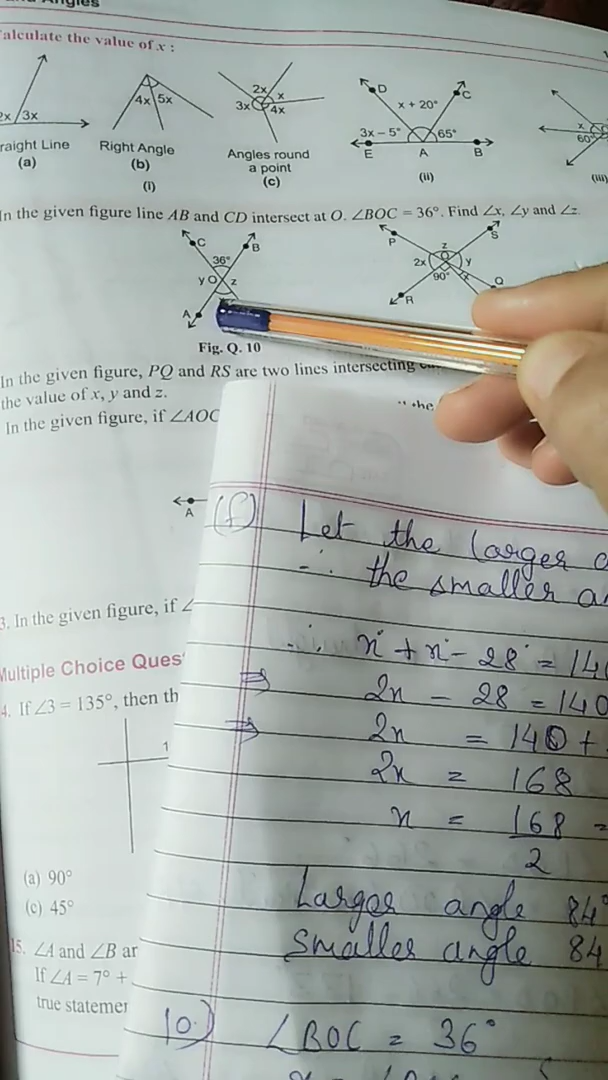 Angles
alculate the value of x :
2x 3x
4x 5x
2x x
3x 4x
D C
x + 20°
3x – 5° 65°
E A B
x
60°
raight Line
(a)
Right Angle
(b)
Angles round
a point
(c)
(i)
(ii)
(iii)
In the given figure line AB and CD intersect at O. ∠BOC = 36°. Find ∠x, ∠y and ∠z.
C B
36°
y O z
A
P S
z
2x O y
90° x
R Q
Fig. Q. 10
In the given figure, PQ and RS are two lines intersecting
the value of x, y and z.
the
In the given figure, if ∠AOC
A
3. In the given figure, if ∠
Multiple Choice Ques
4. If ∠3 = 135°, then th
1
(a) 90°
(c) 45°
15. ∠A and ∠B ar
If ∠A = 7° +
true statemer
(f) Let the larger
∴ the smaller
∴ x + x - 28 = 140
⇒ 2x - 28 = 140
⇒ 2x = 140 +
2x = 168
x = 168
2
Larger angle 84°
Smaller angle 84
10) ∠BOC = 36°